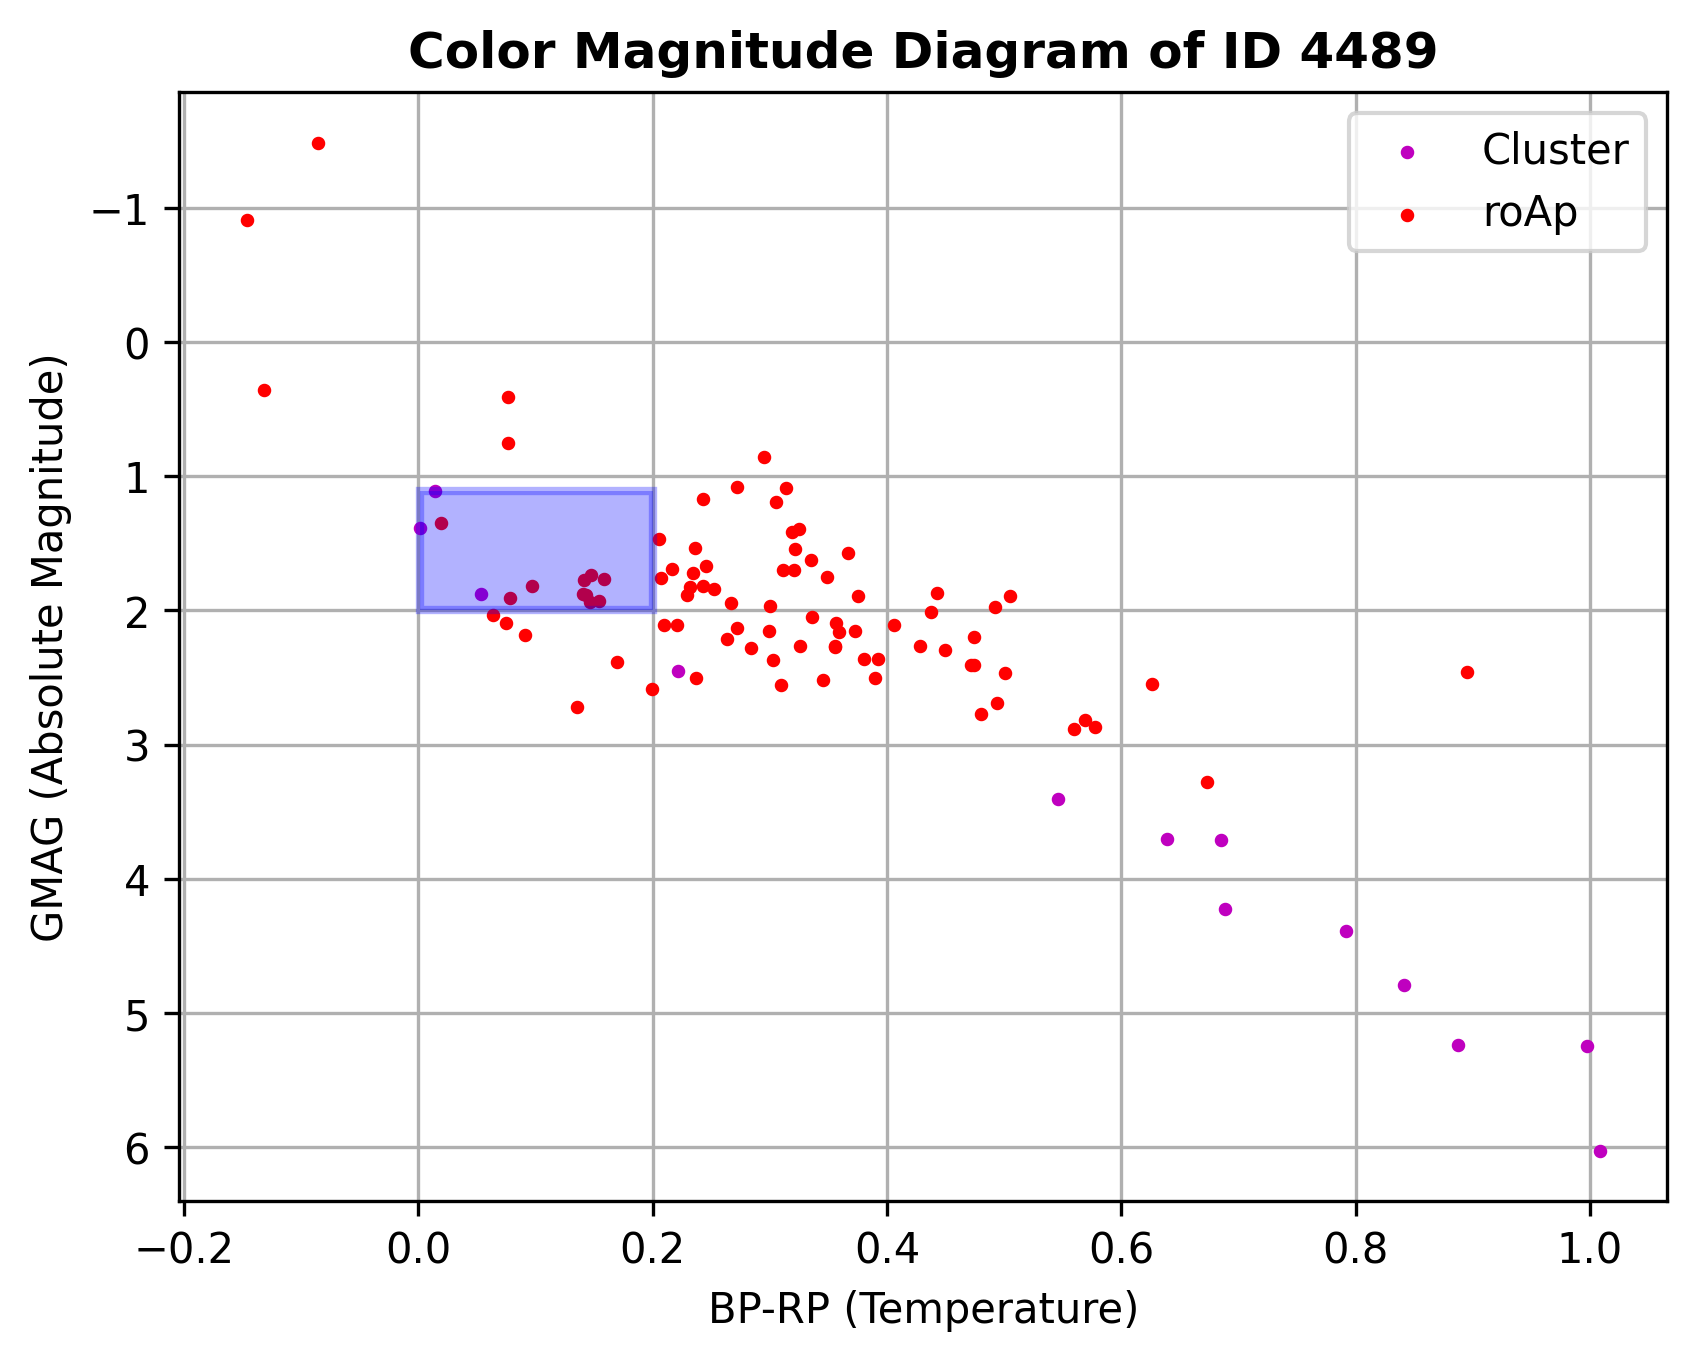 Color Magnitude Diagram of ID 4489
Cluster
roAp
GMAG (Absolute Magnitude)
−1
0
1
2
3
4
5
6
−0.2 0.0 0.2 0.4 0.6 0.8 1.0
BP-RP (Temperature)